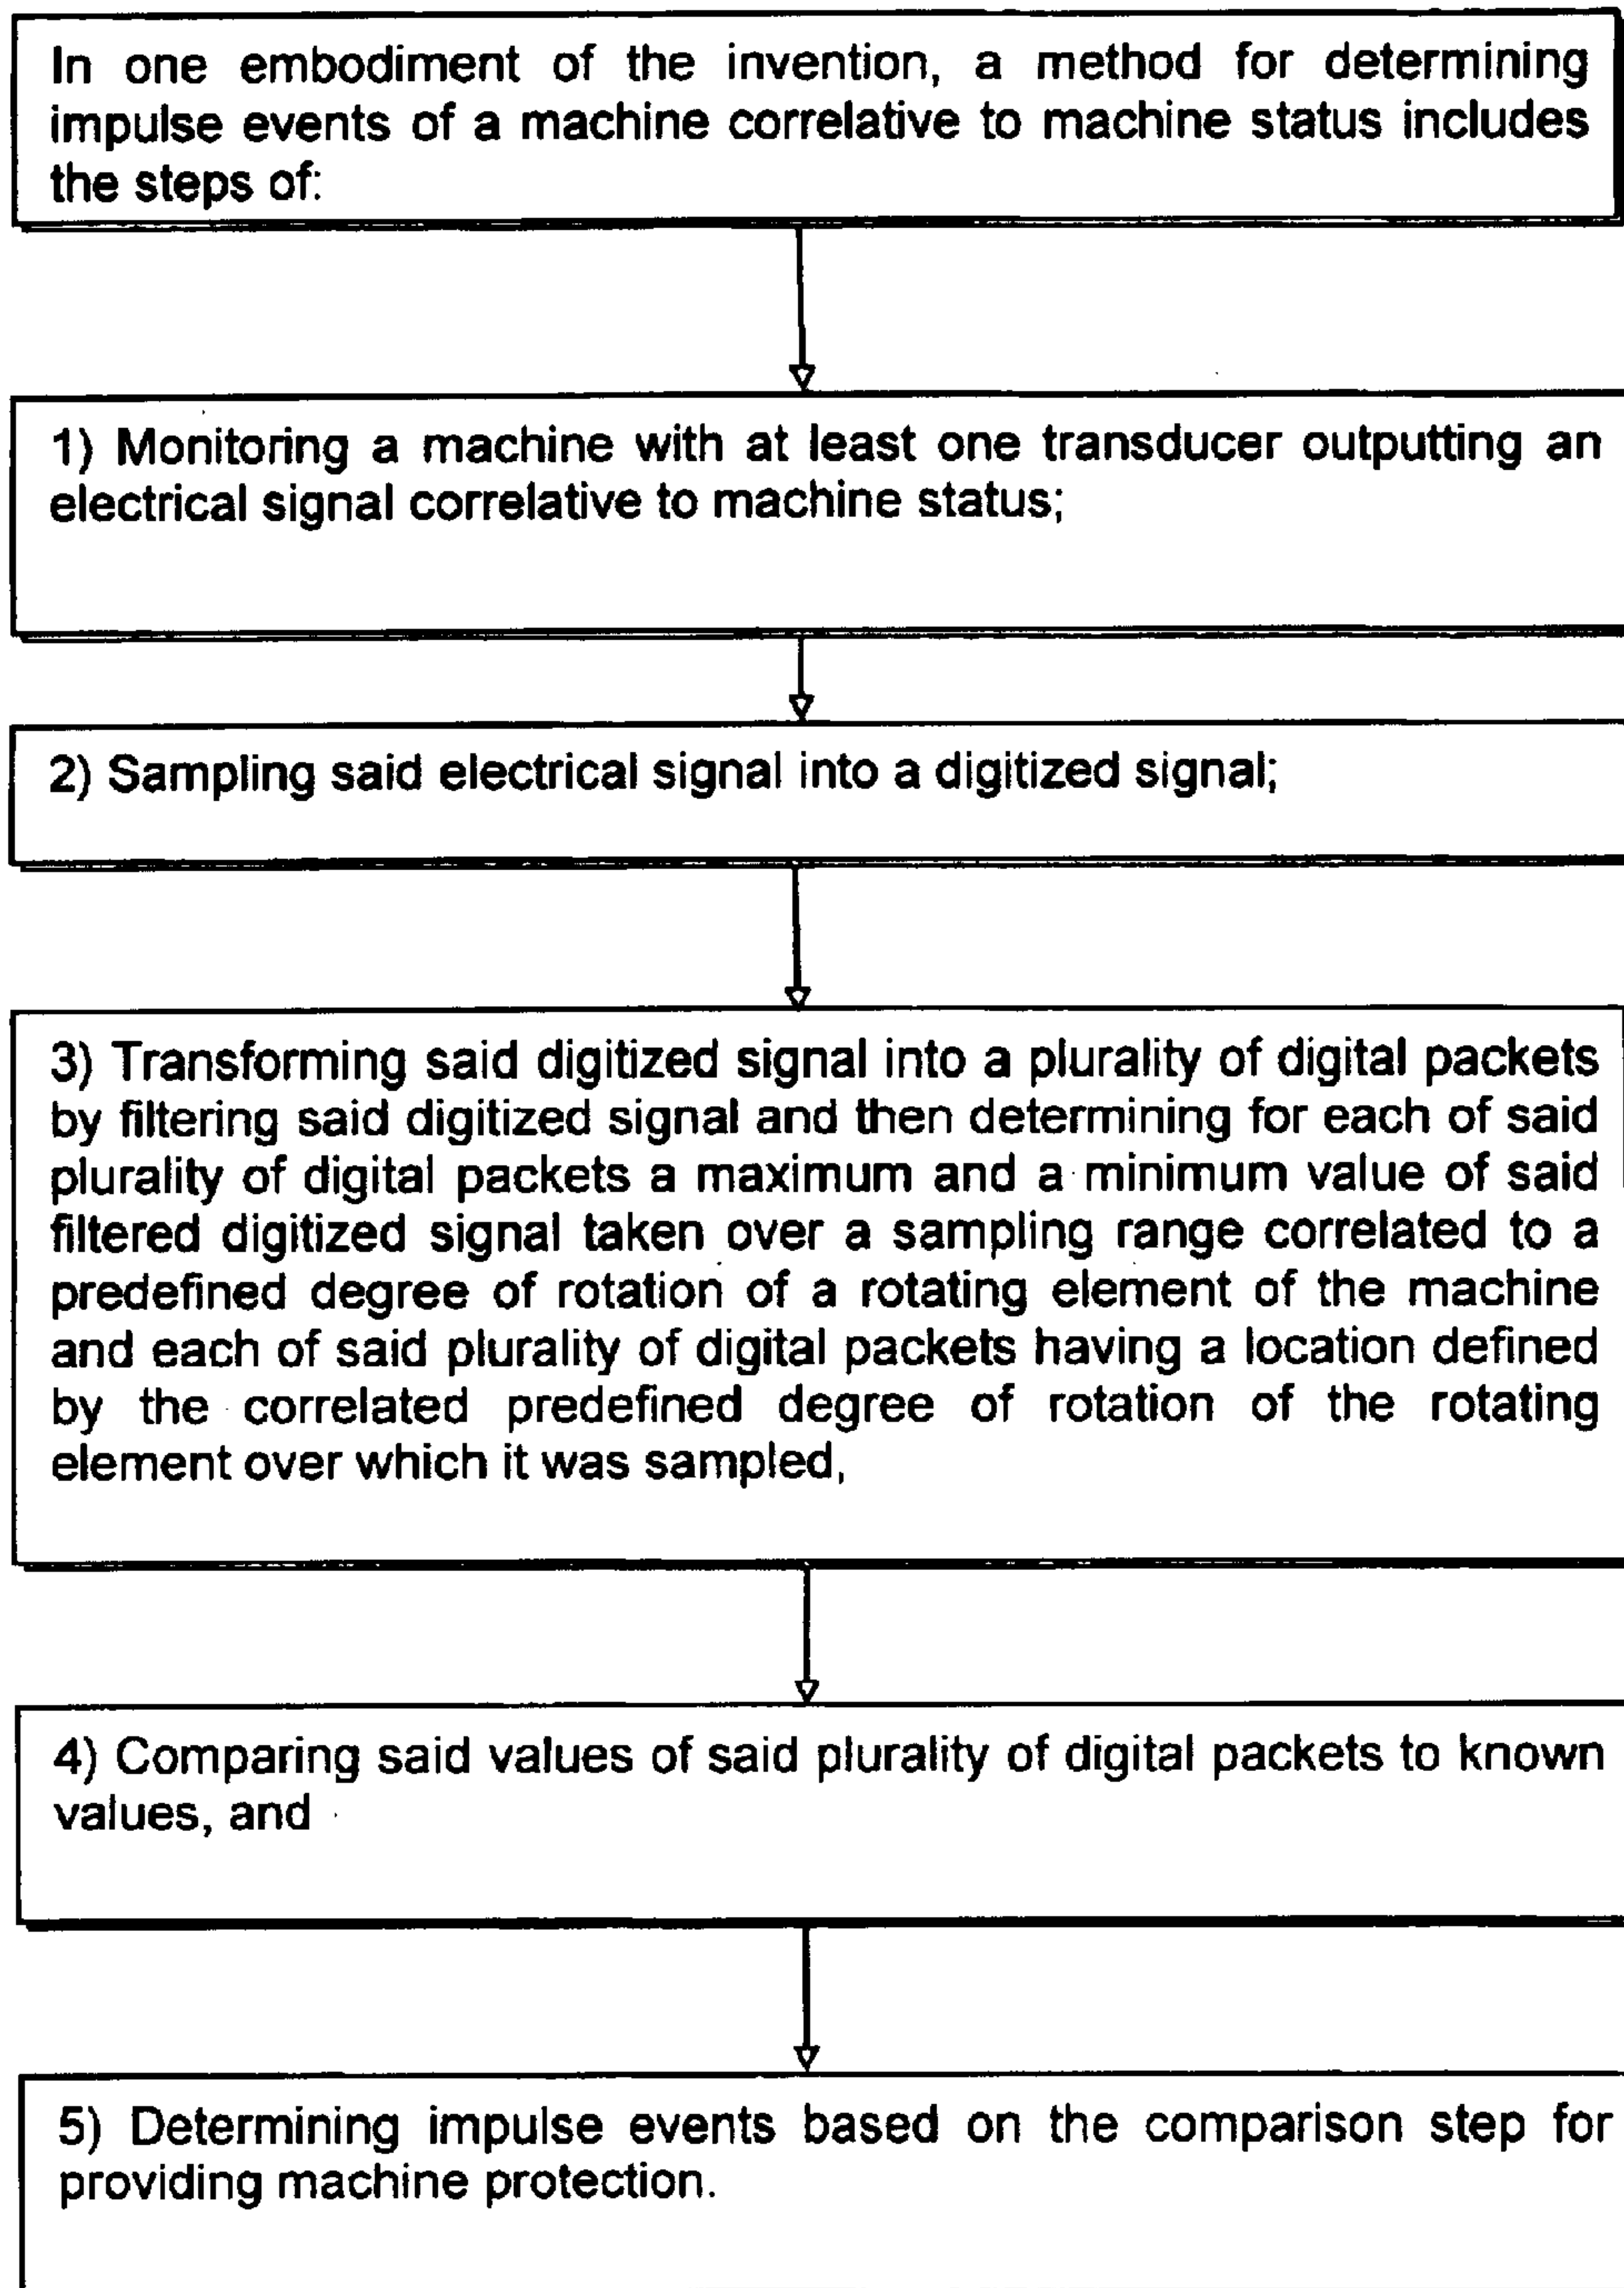 In one embodiment of the invention, a method for determining
impulse events of a machine correlative to machine status includes
the steps of:
1) Monitoring a machine with at least one transducer outputting an
electrical signal correlative to machine status;
2) Sampling said electrical signal into a digitized signal;
3) Transforming said digitized signal into a plurality of digital packets
by filtering said digitized signal and then determining for each of said
plurality of digital packets a maximum and a minimum value of said
filtered digitized signal taken over a sampling range correlated to a
predefined degree of rotation of a rotating element of the machine
and each of said plurality of digital packets having a location defined
by the correlated predefined degree of rotation of the rotating
element over which it was sampled,
4) Comparing said values of said plurality of digital packets to known
values, and
5) Determining impulse events based on the comparison step for
providing machine protection.